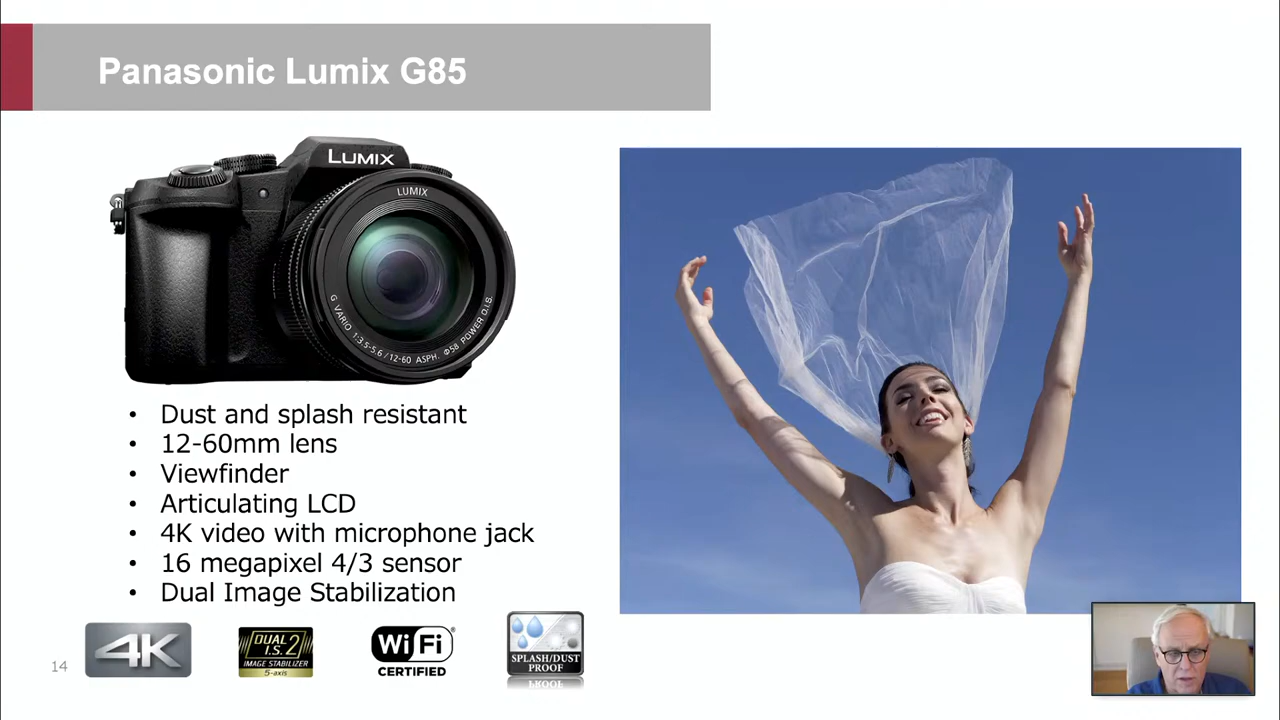 Panasonic Lumix G85
LUMIX
LUMIX
G VARIO 1:3.5-5.6 / 12-60 ASPH. Φ58 POWER O.I.S.
• Dust and splash resistant
• 12-60mm lens
• Viewfinder
• Articulating LCD
• 4K video with microphone jack
• 16 megapixel 4/3 sensor
• Dual Image Stabilization
14
4K
DUAL
I.S.2
IMAGE STABILIZER
5-axis
Wi Fi®
CERTIFIED
SPLASH/DUST
PROOF